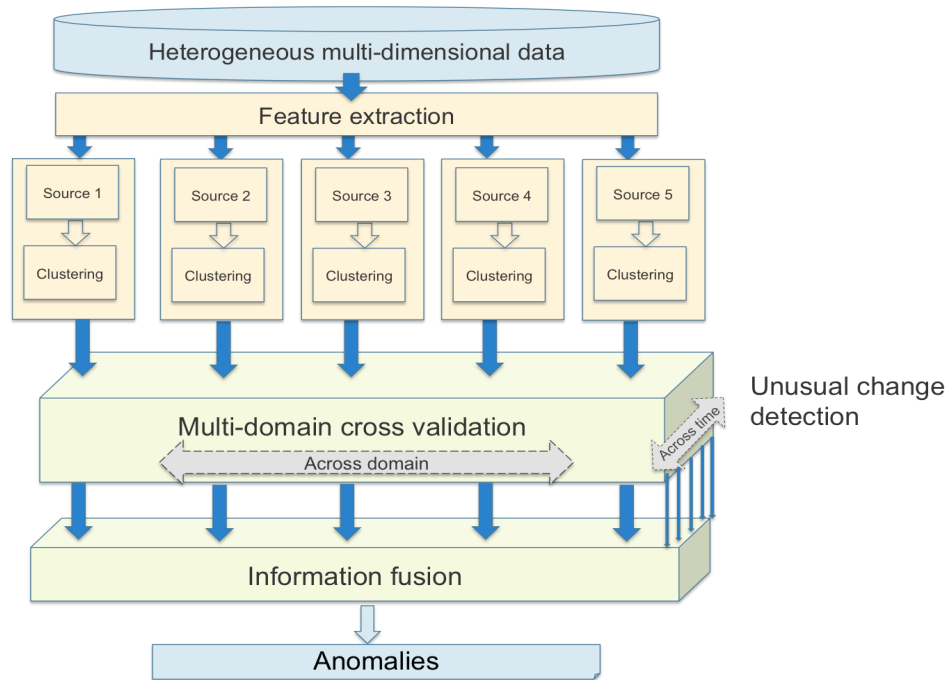 Heterogeneous multi-dimensional data
Feature extraction
Source 1
Source 2
Source 3
Source 4
Source 5
Clustering
Clustering
Clustering
Clustering
Clustering
Unusual change
detection
Multi-domain cross validation
Across time
Across domain
Information fusion
Anomalies